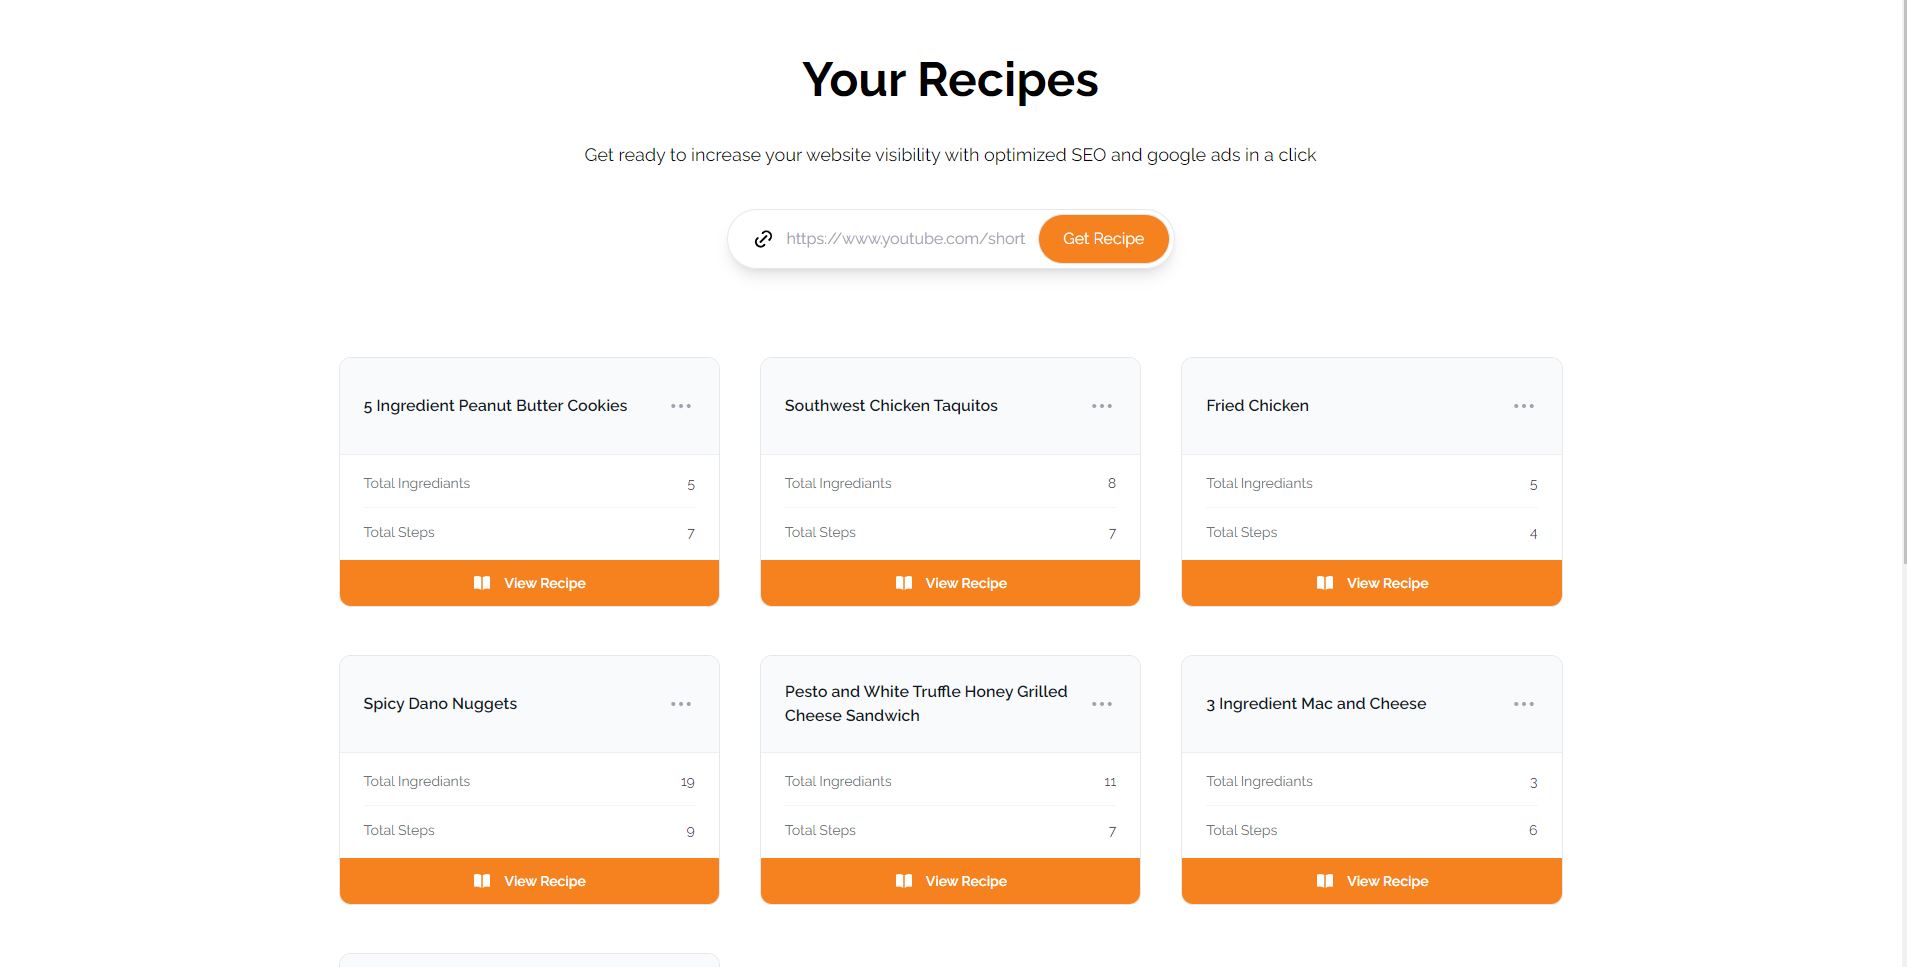 Your Recipes
Get ready to increase your website visibility with optimized SEO and google ads in a click
https://www.youtube.com/short
Get Recipe
5 Ingredient Peanut Butter Cookies
Total Ingrediants 5
Total Steps 7
View Recipe
Southwest Chicken Taquitos
Total Ingrediants 8
Total Steps 7
View Recipe
Fried Chicken
Total Ingrediants 5
Total Steps 4
View Recipe
Spicy Dano Nuggets
Total Ingrediants 19
Total Steps 9
View Recipe
Pesto and White Truffle Honey Grilled
Cheese Sandwich
Total Ingrediants 11
Total Steps 7
View Recipe
3 Ingredient Mac and Cheese
Total Ingrediants 3
Total Steps 6
View Recipe